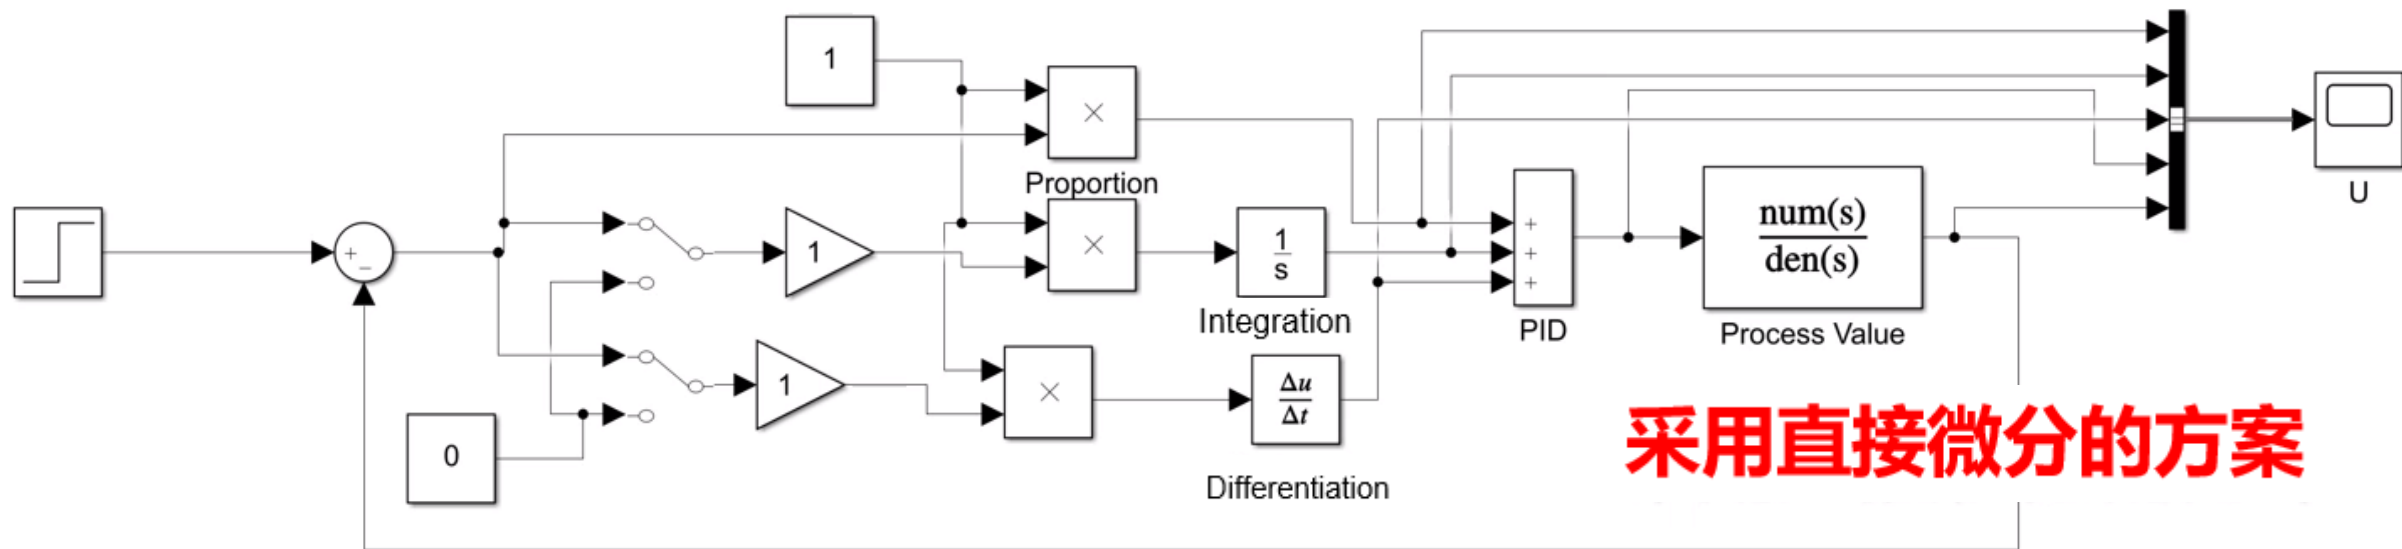 1
×
Proportion
U
+
−
1
×
1
s
Integration
+
+
+
PID
num(s)
den(s)
Process Value
0
1
×
Δu
Δt
Differentiation
采用直接微分的方案